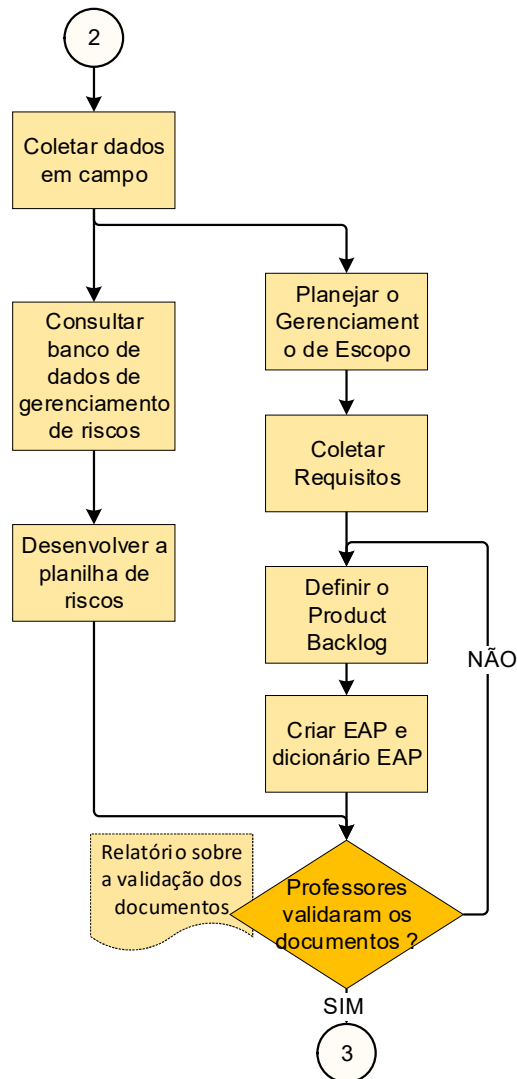 2
Coletar dados
em campo
Consultar
banco de
dados de
gerenciamento
de riscos
Desenvolver a
planilha de
riscos
Planejar o
Gerenciament
o de Escopo
Coletar
Requisitos
Definir o
Product
Backlog
NÃO
Criar EAP e
dicionário EAP
Relatório sobre
a validação dos
documentos
Professores
validaram os
documentos ?
SIM
3